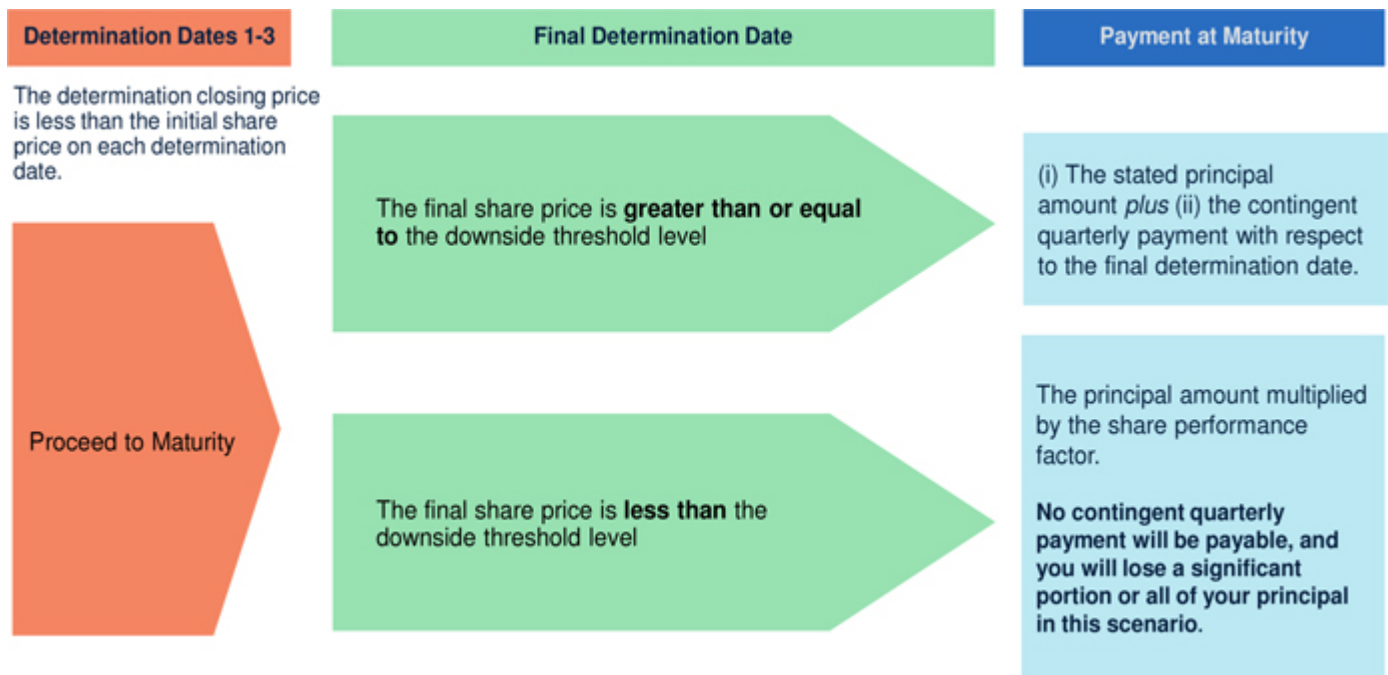 Determination Dates 1-3
Final Determination Date
Payment at Maturity
The determination closing price
is less than the initial share
price on each determination
date.
Proceed to Maturity
The final share price is greater than or equal
to the downside threshold level
(i) The stated principal
amount plus (ii) the contingent
quarterly payment with respect
to the final determination date.
The final share price is less than the
downside threshold level
The principal amount multiplied
by the share performance
factor.
No contingent quarterly
payment will be payable, and
you will lose a significant
portion or all of your principal
in this scenario.